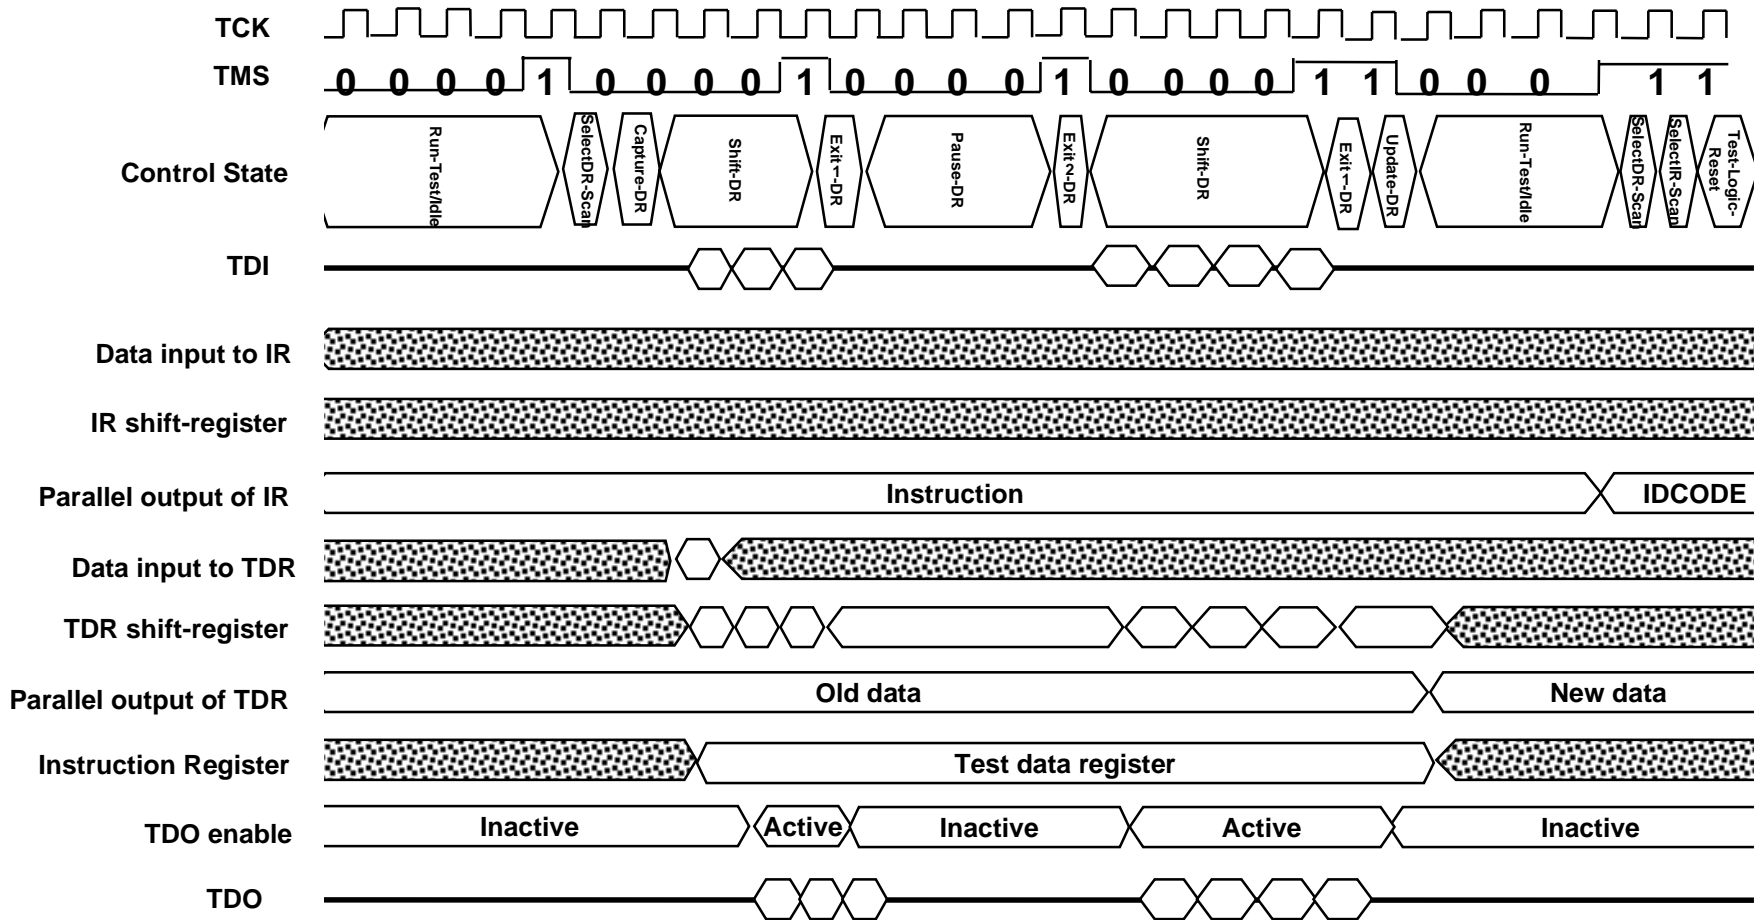 TCK
TMS
0 0 0 0 1 0 0 0 0 1 0 0 0 0 1 0 0 0 0 1 1 0 0 0 1 1
Control State
Run-Test/Idle
SelectDR-Scan
Capture-DR
Shift-DR
Exit1-DR
Pause-DR
Exit2-DR
Shift-DR
Exit1-DR
Update-DR
Run-Test/Idle
SelectDR-Scan
SelectIR-Scan
Test-Logic-
Reset
TDI
Data input to IR
IR shift-register
Parallel output of IR
Instruction
IDCODE
Data input to TDR
TDR shift-register
Parallel output of TDR
Old data
New data
Instruction Register
Test data register
TDO enable
Inactive
Active
Inactive
Active
Inactive
TDO